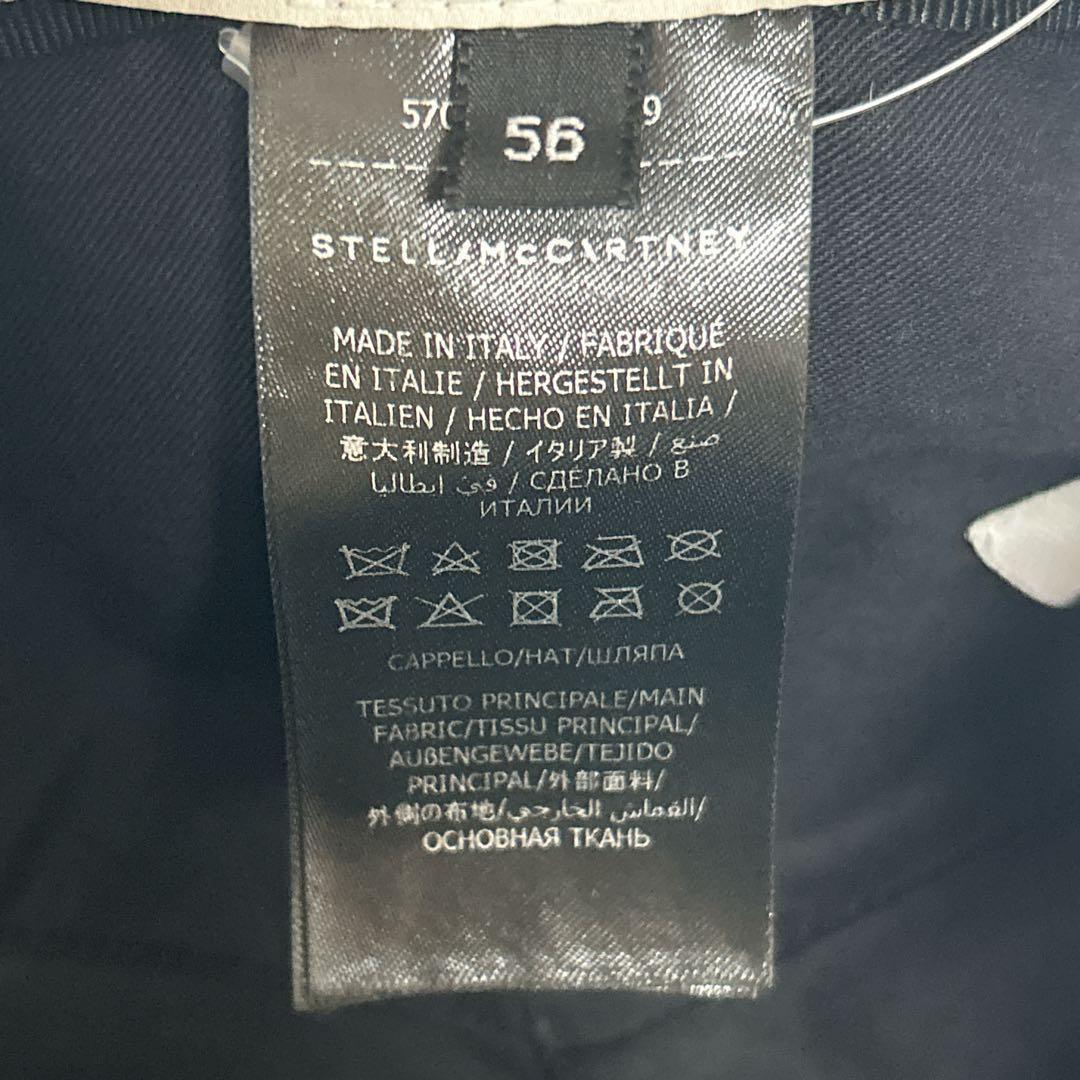 56
STELLA McCARTNEY
MADE IN ITALY / FABRIQUÉ
EN ITALIE / HERGESTELLT IN
ITALIEN / HECHO EN ITALIA /
意大利制造 / イタリア製 / صنع
في ايطاليا / СДЕЛАНО В
ИТАЛИИ
CAPPELLO/HAT/ШЛЯПА
TESSUTO PRINCIPALE/MAIN
FABRIC/TISSU PRINCIPAL/
AUßENGEWEBE/TEJIDO
PRINCIPAL/外部面料/
外側の布地/القماش الخارجي/
ОСНОВНАЯ ТКАНЬ